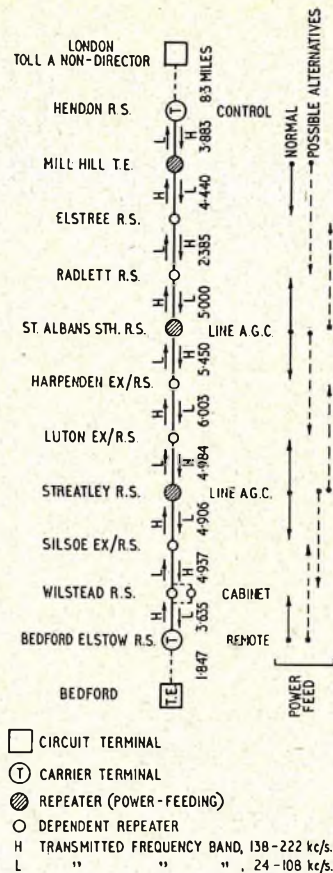 LONDON
TOLL A NON-DIRECTOR
8·3 MILES
HENDON R.S.
CONTROL
NORMAL
POSSIBLE ALTERNATIVES
L
H
3·883
MILL HILL T.E.
H
L
4·440
ELSTREE R.S.
L
H
2·385
RADLETT R.S.
H
L
5·000
ST. ALBANS STH. R.S.
LINE A.G.C.
L
H
5·450
HARPENDEN EX/R.S.
H
L
6·003
LUTON EX/R.S.
L
H
4·984
STREATLEY R.S.
LINE A.G.C.
H
L
4·906
SILSOE EX/R.S.
L
H
4·937
WILSTEAD R.S.
CABINET
H
L
3·635
BEDFORD ELSTOW R.S.
REMOTE
T
T
1·847
BEDFORD
T.E.
POWER
FEED
CIRCUIT TERMINAL
T CARRIER TERMINAL
REPEATER (POWER-FEEDING)
DEPENDENT REPEATER
H TRANSMITTED FREQUENCY BAND, 138-222 kc/s.
L " " " , 24-108 kc/s.